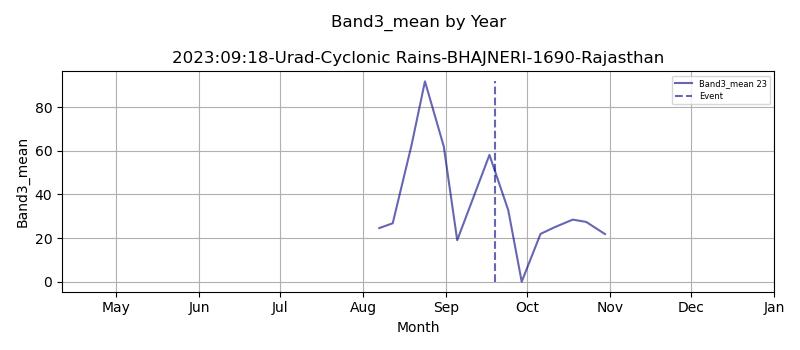 Band3_mean by Year
2023:09:18-Urad-Cyclonic Rains-BHAJNERI-1690-Rajasthan
Band3_mean 23
Event
80
60
40
20
0
Band3_mean
May Jun Jul Aug Sep Oct Nov Dec Jan
Month